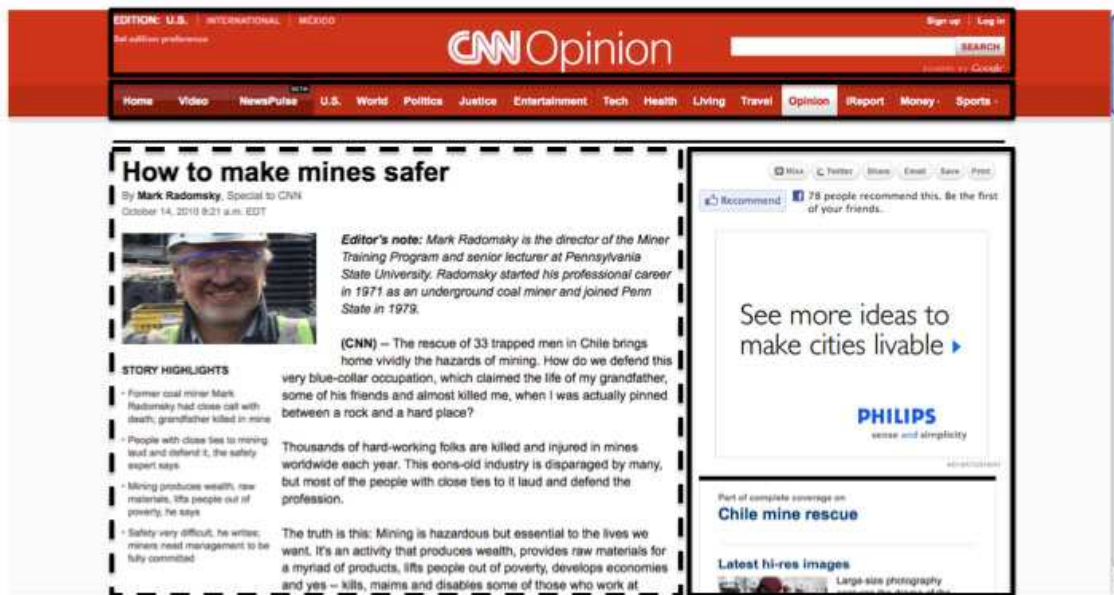 EDITION: U.S. INTERNATIONAL MÉXICO
Set edition preference
CNN Opinion
Sign up Log in
SEARCH
POWERED BY Google
Home Video NewsPulse BETA U.S. World Politics Justice Entertainment Tech Health Living Travel Opinion iReport Money Sports
How to make mines safer
By Mark Radomsky, Special to CNN
October 14, 2010 9:21 a.m. EDT
Editor's note: Mark Radomsky is the director of the Miner
Training Program and senior lecturer at Pennsylvania
State University. Radomsky started his professional career
in 1971 as an underground coal miner and joined Penn
State in 1979.
(CNN) -- The rescue of 33 trapped men in Chile brings
home vividly the hazards of mining. How do we defend this
very blue-collar occupation, which claimed the life of my grandfather,
some of his friends and almost killed me, when I was actually pinned
between a rock and a hard place?
Thousands of hard-working folks are killed and injured in mines
worldwide each year. This eons-old industry is disparaged by many,
but most of the people with close ties to it laud and defend the
profession.
The truth is this: Mining is hazardous but essential to the lives we
want. It's an activity that produces wealth, provides raw materials for
a myriad of products, lifts people out of poverty, develops economies
and yes -- kills, maims and disables some of those who work at
STORY HIGHLIGHTS
Former coal miner Mark
Radomsky had close call with
death; grandfather killed in mine
People with close ties to mining
laud and defend it, the safety
expert says
Mining produces wealth, raw
materials, lifts people out of
poverty, he says
Safety very difficult, he writes;
miners need management to be
fully committed
Mixx Twitter Share Email Save Print
Recommend 78 people recommend this. Be the first
of your friends.
See more ideas to
make cities livable
PHILIPS
sense and simplicity
ADVERTISEMENT
Part of complete coverage on
Chile mine rescue
Latest hi-res images
Large-size photography